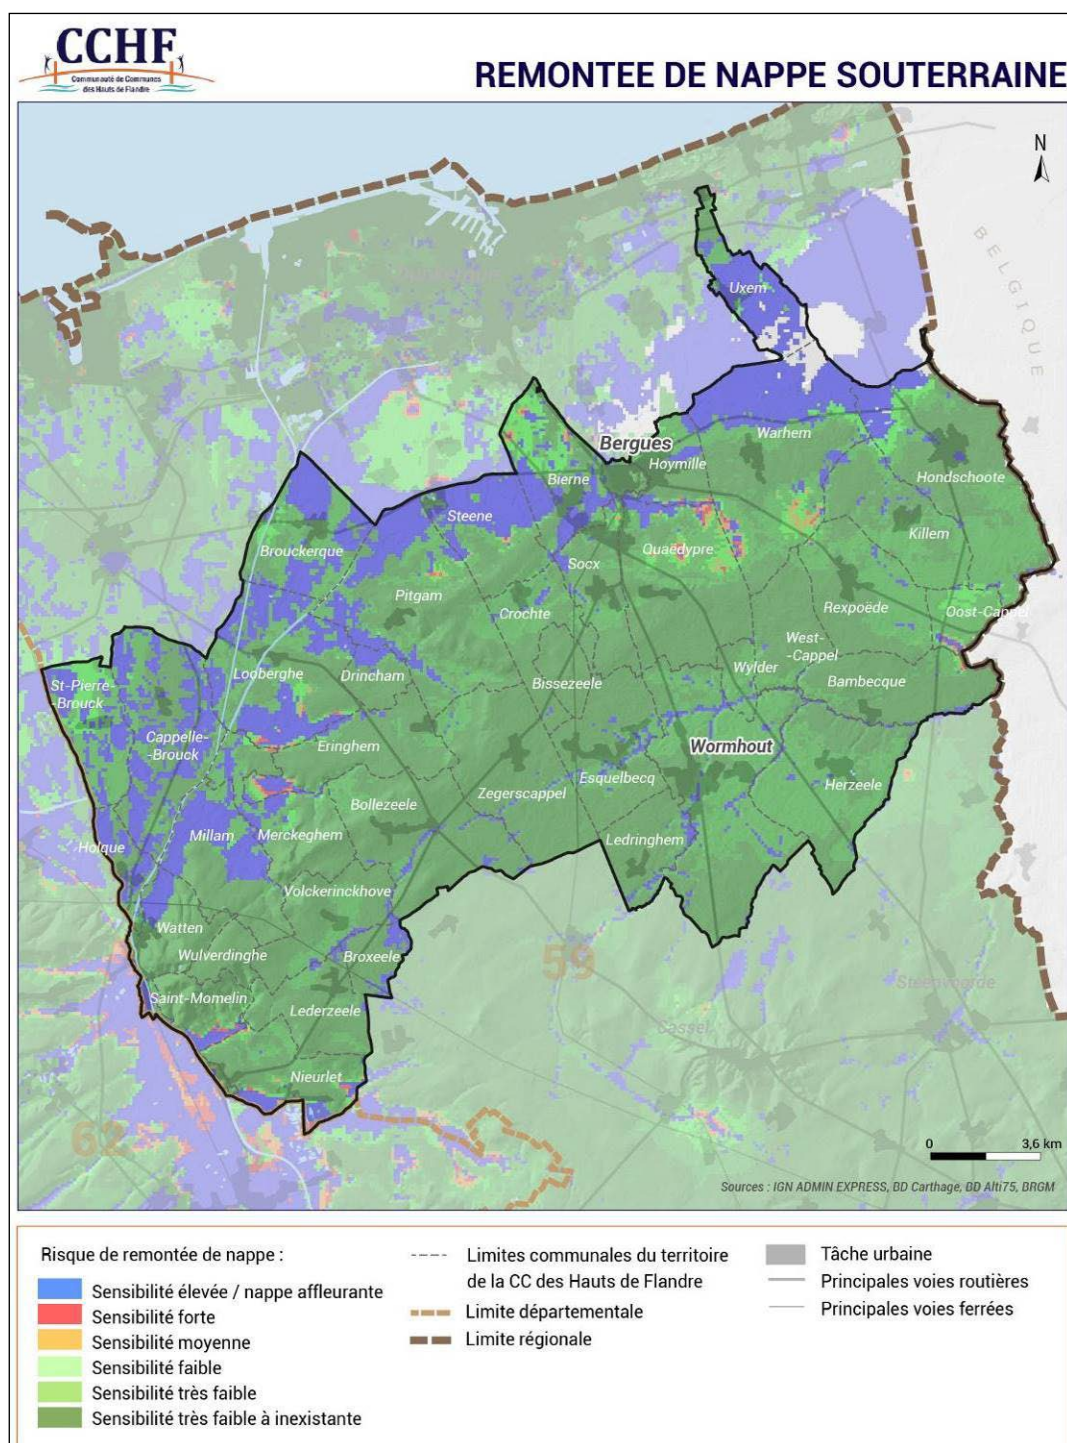 CCHF
Communauté de Communes
des Hauts de Flandre
REMONTEE DE NAPPE SOUTERRAINE
N
BELGIQUE
Uxem
Bergues
Warhem
Hoymille
Bierne
Hondschoote
Steene
Killem
Brouckerque
Quaëdypre
Socx
Pitgam
Crochte
Rexpoëde
Oost-Cappel
West-
-Cappel
Wylder
Looberghe
Drincham
Bissezeele
Bambecque
St-Pierre-
-Brouck
Cappelle-
-Brouck
Eringhem
Wormhout
Esquelbecq
Herzeele
Zegerscappel
Bollezeele
Millam
Merckeghem
Ledringhem
Holque
Volckerinckhove
Watten
Wulverdinghe
Broxeele
59
Steenvoorde
Saint-Momelin
Lederzeele
Cassel
Nieurlet
62
0 3,6 km
Sources : IGN ADMIN EXPRESS, BD Carthage, BD Alti75, BRGM
Risque de remontée de nappe :
Sensibilité élevée / nappe affleurante
Sensibilité forte
Sensibilité moyenne
Sensibilité faible
Sensibilité très faible
Sensibilité très faible à inexistante
Limites communales du territoire
de la CC des Hauts de Flandre
Limite départementale
Limite régionale
Tâche urbaine
Principales voies routières
Principales voies ferrées